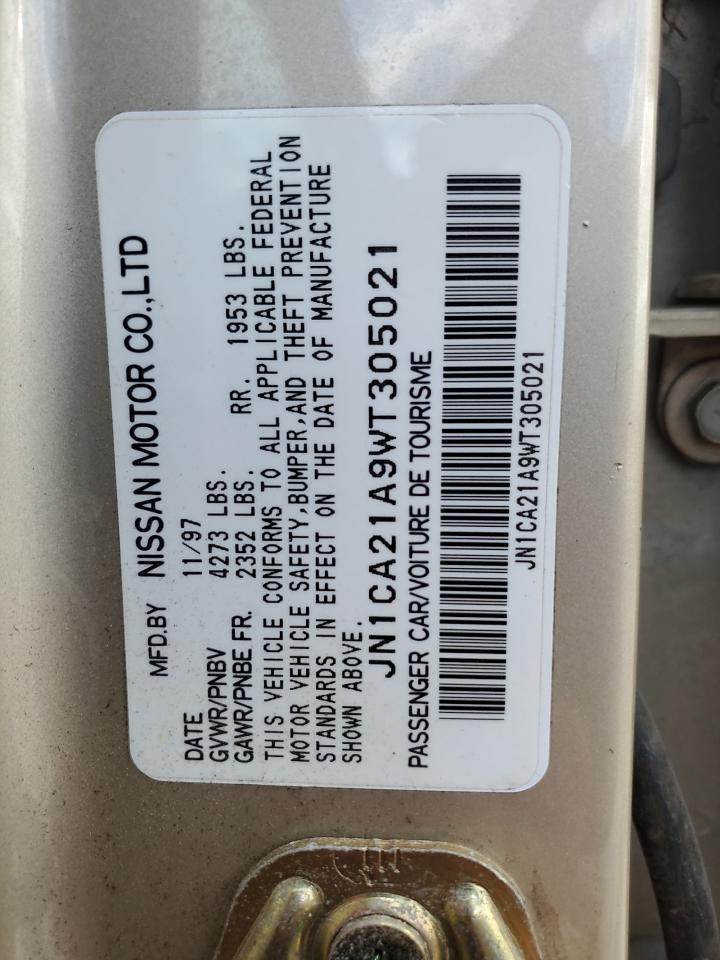 MFD.BY NISSAN MOTOR CO.,LTD
DATE 11/97
GVWR/PNBV 4273 LBS.
GAWR/PNBE FR. 2352 LBS. RR. 1953 LBS.
THIS VEHICLE CONFORMS TO ALL APPLICABLE FEDERAL
MOTOR VEHICLE SAFETY,BUMPER,AND THEFT PREVENTION
STANDARDS IN EFFECT ON THE DATE OF MANUFACTURE
SHOWN ABOVE.
JN1CA21A9WT305021
PASSENGER CAR/VOITURE DE TOURISME
JN1CA21A9WT305021